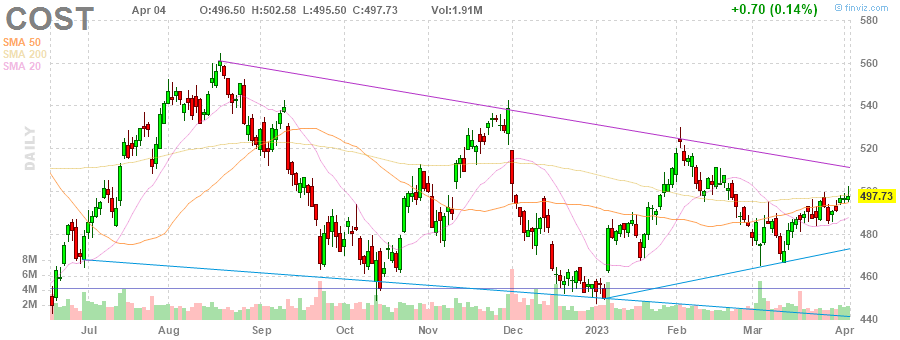 COST Apr 04 O:496.50 H:502.58 L:495.50 C:497.73 Vol:1.91M +0.70 (0.14%) finviz.com
SMA 50
SMA 200
SMA 20
DAILY
580
560
540
520
500
497.73
480
460
440
8M
6M
4M
2M
Jul Aug Sep Oct Nov Dec 2023 Feb Mar Apr